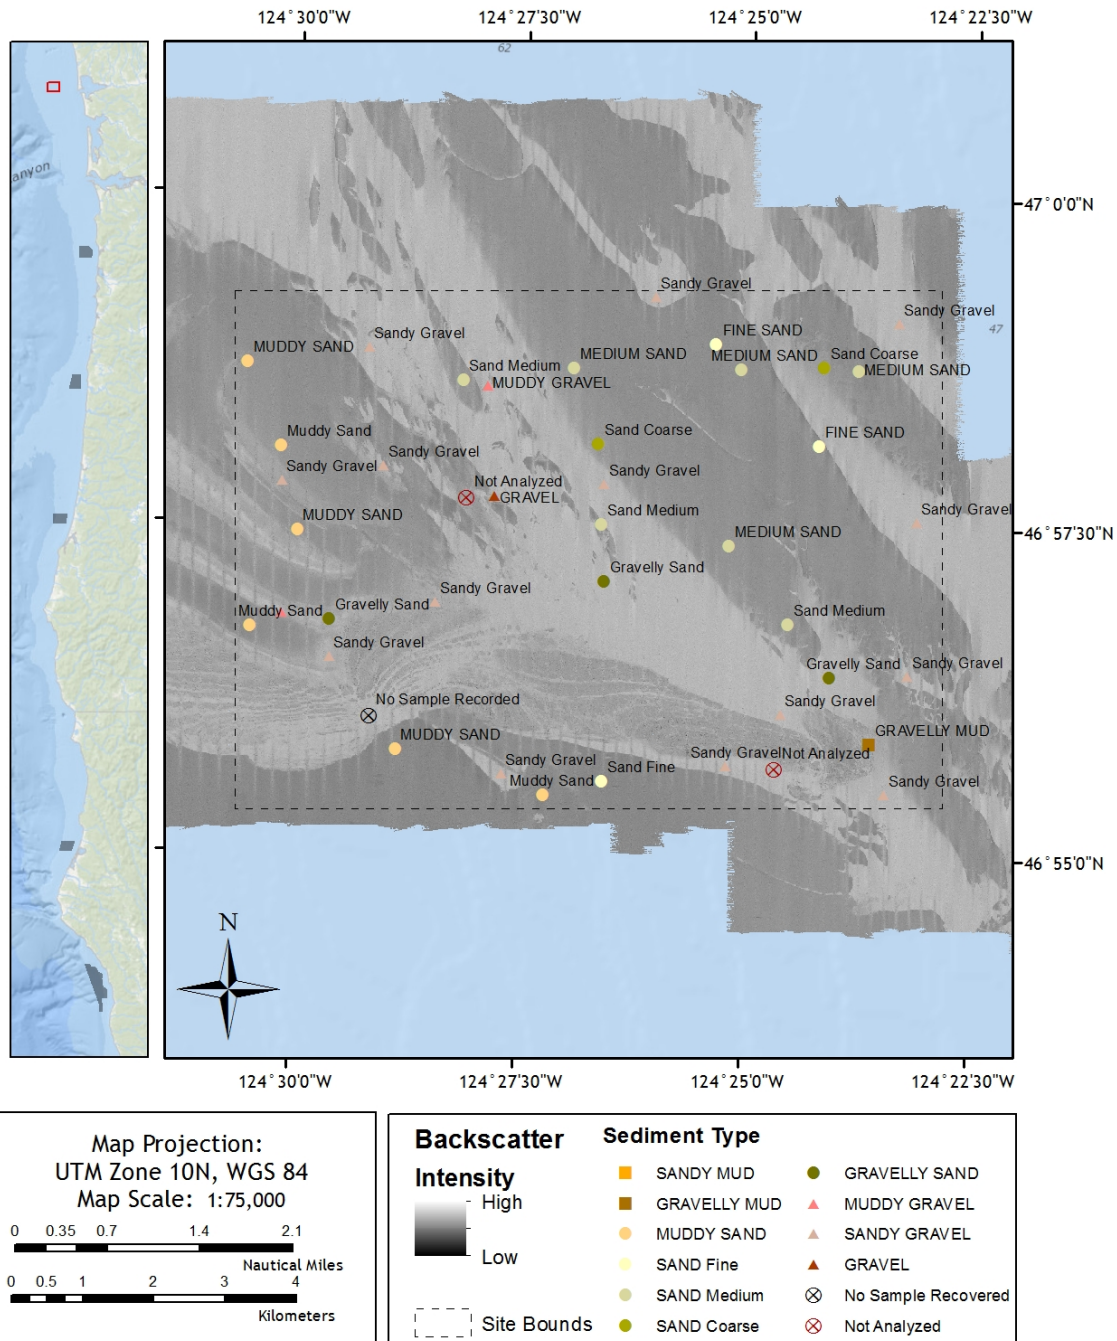 124°30'0"W
124°27'30"W
124°25'0"W
124°22'30"W
62
anyon
47°0'0"N
Sandy Gravel
Sandy Gravel
47
FINE SAND
Sandy Gravel
MUDDY SAND
MEDIUM SAND
MEDIUM SAND
Sand Coarse
Sand Medium
MEDIUM SAND
MUDDY GRAVEL
Muddy Sand
Sand Coarse
FINE SAND
Sandy Gravel
Sandy Gravel
Sandy Gravel
Not Analyzed
GRAVEL
MUDDY SAND
Sand Medium
Sandy Gravel
MEDIUM SAND
46°57'30"N
Gravelly Sand
Sandy Gravel
Muddy Sand
Gravelly Sand
Sand Medium
Sandy Gravel
Gravelly Sand
Sandy Gravel
No Sample Recorded
Sandy Gravel
MUDDY SAND
GRAVELLY MUD
Sandy Gravel
Not Analyzed
Sandy Gravel
Sand Fine
Muddy Sand
Sandy Gravel
46°55'0"N
N
124°30'0"W
124°27'30"W
124°25'0"W
124°22'30"W
Map Projection:
UTM Zone 10N, WGS 84
Map Scale: 1:75,000
0 0.35 0.7 1.4 2.1
Nautical Miles
0 0.5 1 2 3 4
Kilometers
Backscatter
Intensity
High
Low
Site Bounds
Sediment Type
SANDY MUD
GRAVELLY MUD
MUDDY SAND
SAND Fine
SAND Medium
SAND Coarse
GRAVELLY SAND
MUDDY GRAVEL
SANDY GRAVEL
GRAVEL
No Sample Recovered
Not Analyzed